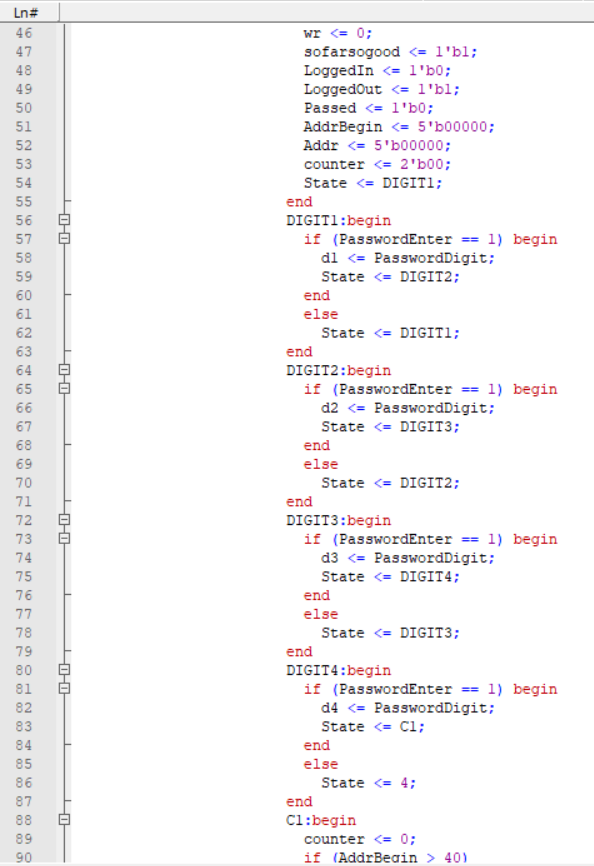 Ln#
46 wr <= 0;
47 sofarsogood <= 1'b1;
48 LoggedIn <= 1'b0;
49 LoggedOut <= 1'b1;
50 Passed <= 1'b0;
51 AddrBegin <= 5'b00000;
52 Addr <= 5'b00000;
53 counter <= 2'b00;
54 State <= DIGIT1;
55 end
56 DIGIT1:begin
57 if (PasswordEnter == 1) begin
58 d1 <= PasswordDigit;
59 State <= DIGIT2;
60 end
61 else
62 State <= DIGIT1;
63 end
64 DIGIT2:begin
65 if (PasswordEnter == 1) begin
66 d2 <= PasswordDigit;
67 State <= DIGIT3;
68 end
69 else
70 State <= DIGIT2;
71 end
72 DIGIT3:begin
73 if (PasswordEnter == 1) begin
74 d3 <= PasswordDigit;
75 State <= DIGIT4;
76 end
77 else
78 State <= DIGIT3;
79 end
80 DIGIT4:begin
81 if (PasswordEnter == 1) begin
82 d4 <= PasswordDigit;
83 State <= C1;
84 end
85 else
86 State <= 4;
87 end
88 C1:begin
89 counter <= 0;
90 if (AddrBegin > 40)